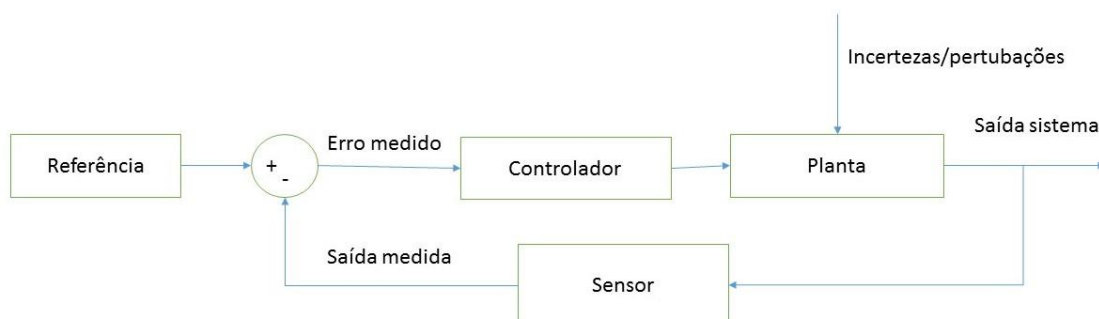 Incertezas/pertubações
Saída sistema
Erro medido
Referência
+
-
Controlador
Planta
Saída medida
Sensor